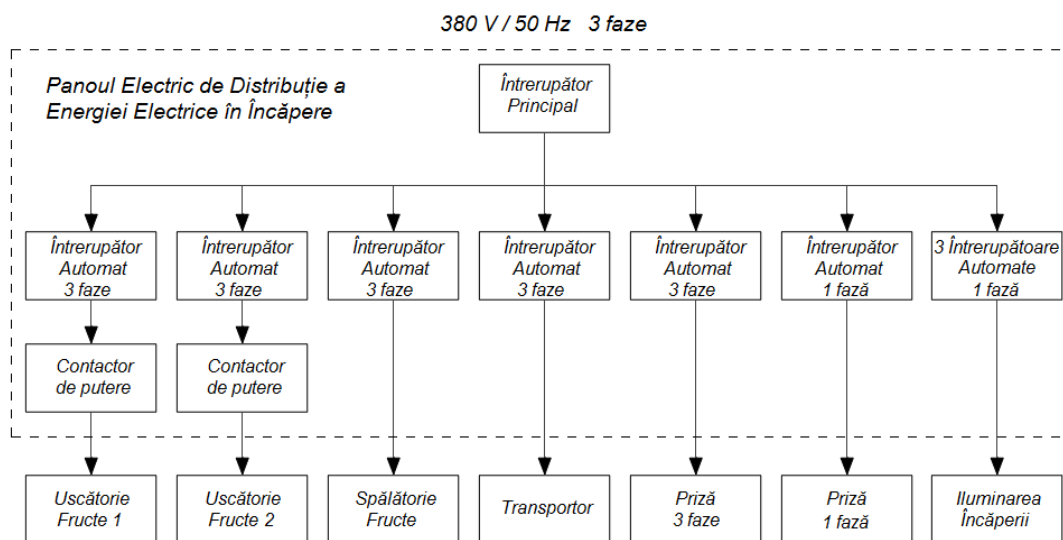 380 V / 50 Hz 3 faze
Panoul Electric de Distribuție a
Energiei Electrice în Încăpere
Întrerupător
Principal
Întrerupător
Automat
3 faze
Întrerupător
Automat
3 faze
Întrerupător
Automat
3 faze
Întrerupător
Automat
3 faze
Întrerupător
Automat
3 faze
Întrerupător
Automat
1 fază
3 Întrerupătoare
Automate
1 fază
Contactor
de putere
Contactor
de putere
Uscătorie
Fructe 1
Uscătorie
Fructe 2
Spălătorie
Fructe
Transportor
Priză
3 faze
Priză
1 fază
Iluminarea
Încăperii